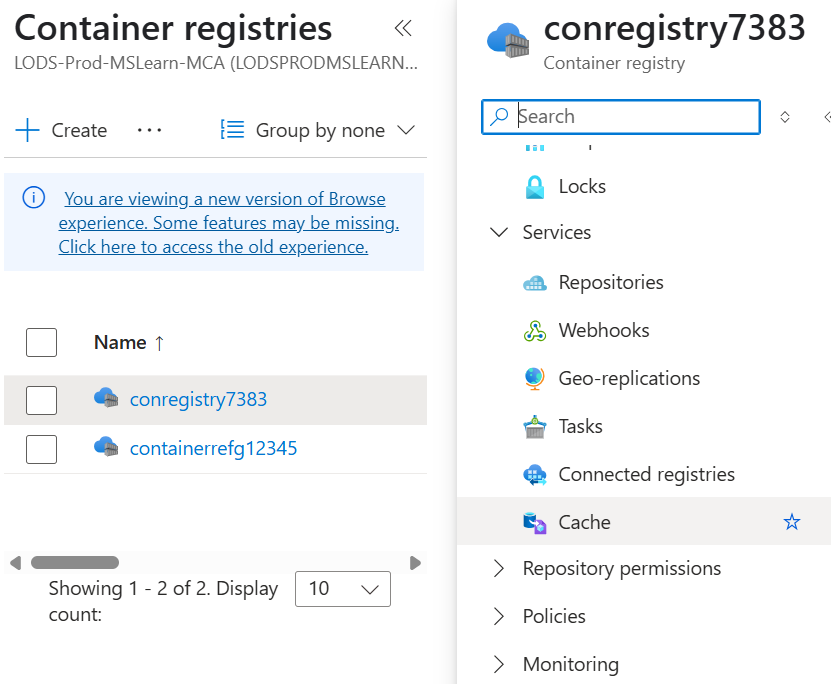 Container registries
LODS-Prod-MSLearn-MCA (LODSPRODMSLEARN...
Create
Group by none
You are viewing a new version of Browse
experience. Some features may be missing.
Click here to access the old experience.
Name ↑
conregistry7383
containerrefg12345
Showing 1 - 2 of 2. Display
count:
10
conregistry7383
Container registry
Search
Locks
Services
Repositories
Webhooks
Geo-replications
Tasks
Connected registries
Cache
Repository permissions
Policies
Monitoring